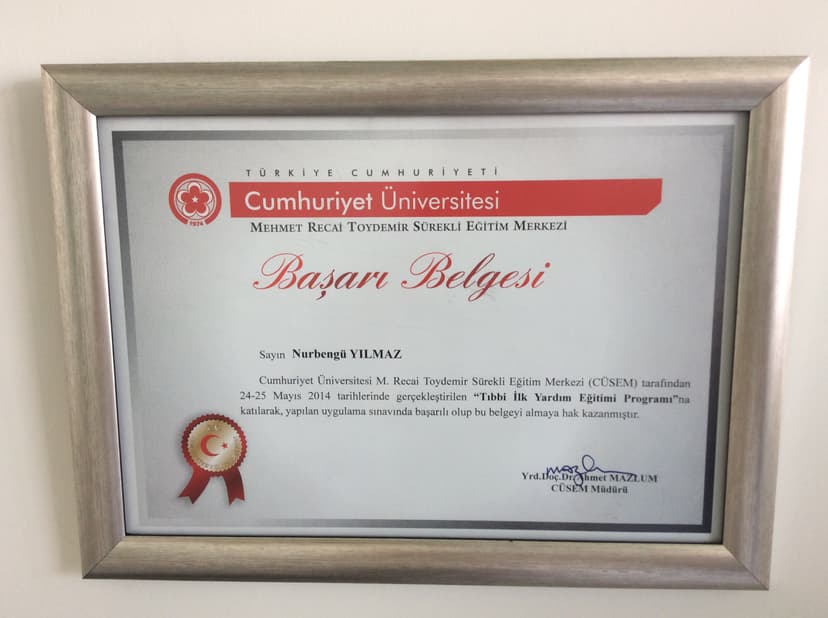 TÜRKİYE CUMHURİYETİ
Cumhuriyet Üniversitesi
MEHMET RECAİ TOYDEMİR SÜREKLİ EĞİTİM MERKEZİ
1974
Başarı Belgesi
Sayın Nurbengü YILMAZ
Cumhuriyet Üniversitesi M. Recai Toydemir Sürekli Eğitim Merkezi (CÜSEM) tarafından
24-25 Mayıs 2014 tarihlerinde gerçekleştirilen “Tıbbi İlk Yardım Eğitimi Programı”na
katılarak, yapılan uygulama sınavında başarılı olup bu belgeyi almaya hak kazanmıştır.
Yrd.Doç.Dr.Ahmet MAZLUM
CÜSEM Müdürü